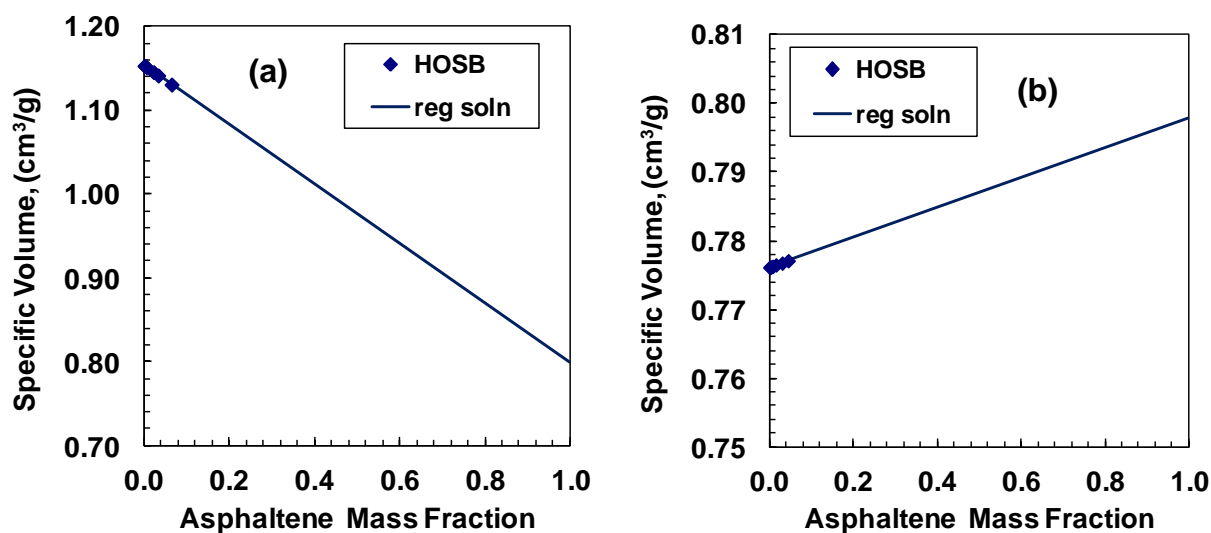 1.20
1.10
1.00
0.90
0.80
0.70
Specific Volume, (cm³/g)
(a)
HOSB
reg soln
0.0 0.2 0.4 0.6 0.8 1.0
Asphaltene Mass Fraction
0.81
0.80
0.79
0.78
0.77
0.76
0.75
Specific Volume, (cm³/g)
HOSB
reg soln
(b)
0.0 0.2 0.4 0.6 0.8 1.0
Asphaltene Mass Fraction